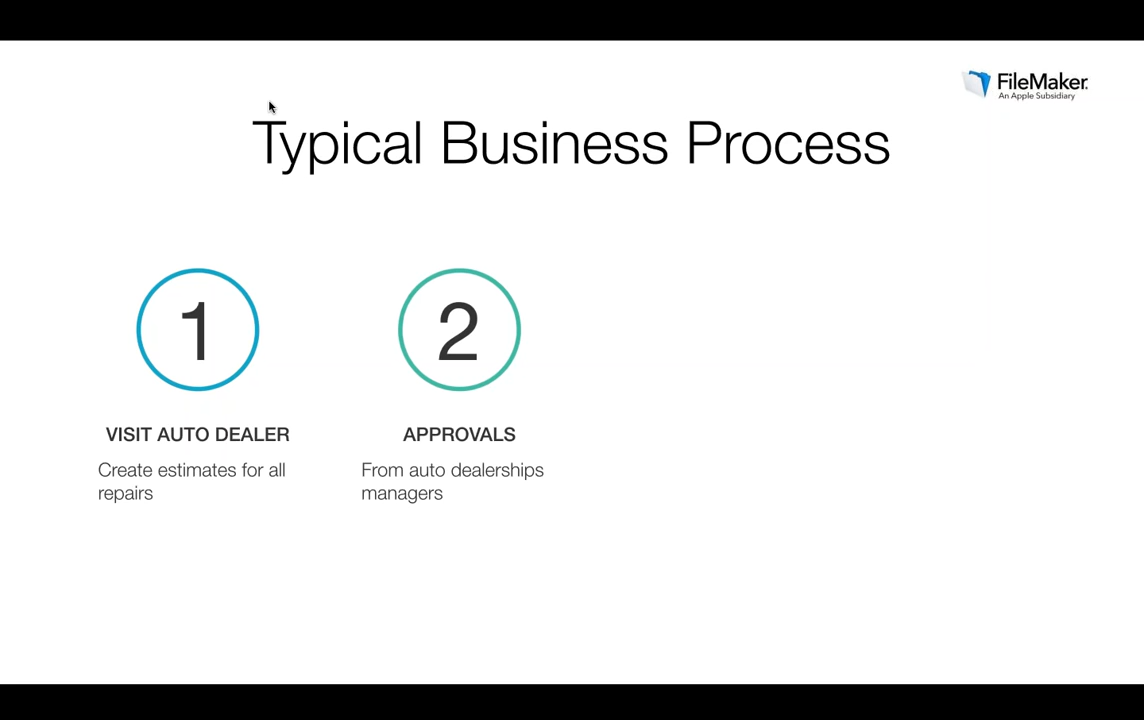 FileMaker.
An Apple Subsidiary
Typical Business Process
1
2
VISIT AUTO DEALER
Create estimates for all
repairs
APPROVALS
From auto dealerships
managers